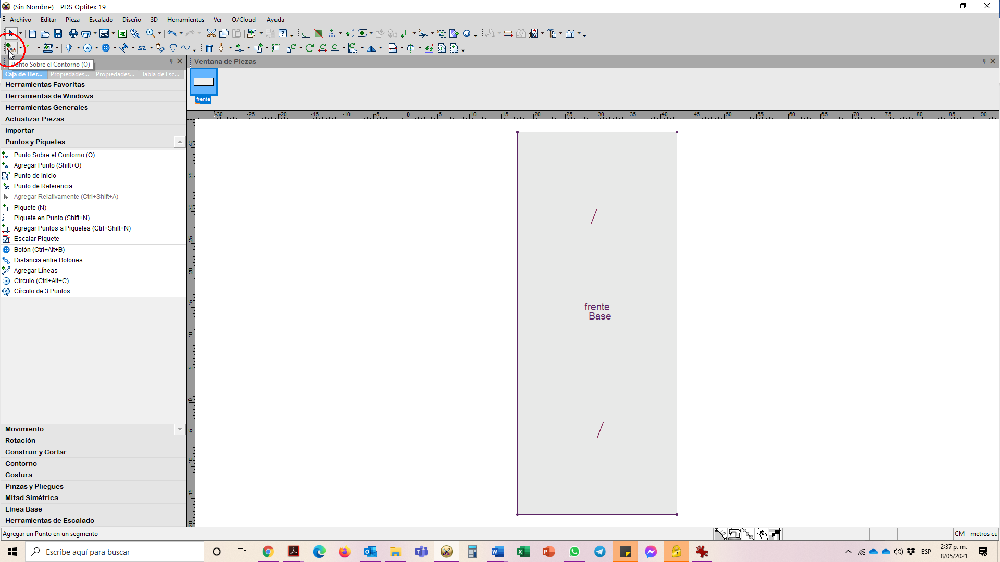 (Sin Nombre) - PDS Optitex 19
Archivo Editar Pieza Escalado Diseño 3D Herramientas Ver O/Cloud Ayuda
Punto Sobre el Contorno (O)
Ventana de Piezas
Caja de Her... Propiedades... Propiedades... Tabla de Esc...
frente
Herramientas Favoritas
Herramientas de Windows
Herramientas Generales
Actualizar Piezas
Importar
Puntos y Piquetes
Punto Sobre el Contorno (O)
Agregar Punto (Shift+O)
Punto de Inicio
Punto de Referencia
Agregar Relativamente (Ctrl+Shift+A)
Piquete (N)
Piquete en Punto (Shift+N)
Agregar Puntos a Piquetes (Ctrl+Shift+N)
Escalar Piquete
Botón (Ctrl+Alt+B)
Distancia entre Botones
Agregar Líneas
Círculo (Ctrl+Alt+C)
Círculo de 3 Puntos
Movimiento
Rotación
Construir y Cortar
Contorno
Costura
Pinzas y Pliegues
Mitad Simétrica
Línea Base
Herramientas de Escalado
-30 -25 -20 -15 -10 -5 0 5 10 15 20 25 30 35 40 45 50 55 60 65 70 75 80 85 90
40
35
30
25
20
15
10
5
0
-5
-10
-15
-20
frente
Base
Agregar un Punto en un segmento
CM - metros cu
Escribe aquí para buscar
ESP
2:37 p. m.
8/05/2021